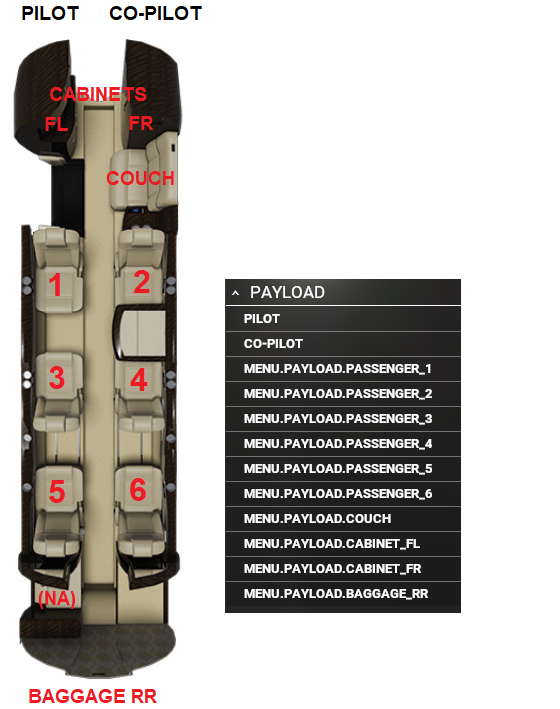 PILOT CO-PILOT
CABINETS
FL FR
COUCH
1 2
3 4
5 6
(NA)
BAGGAGE RR
PAYLOAD
PILOT
CO-PILOT
MENU.PAYLOAD.PASSENGER_1
MENU.PAYLOAD.PASSENGER_2
MENU.PAYLOAD.PASSENGER_3
MENU.PAYLOAD.PASSENGER_4
MENU.PAYLOAD.PASSENGER_5
MENU.PAYLOAD.PASSENGER_6
MENU.PAYLOAD.COUCH
MENU.PAYLOAD.CABINET_FL
MENU.PAYLOAD.CABINET_FR
MENU.PAYLOAD.BAGGAGE_RR